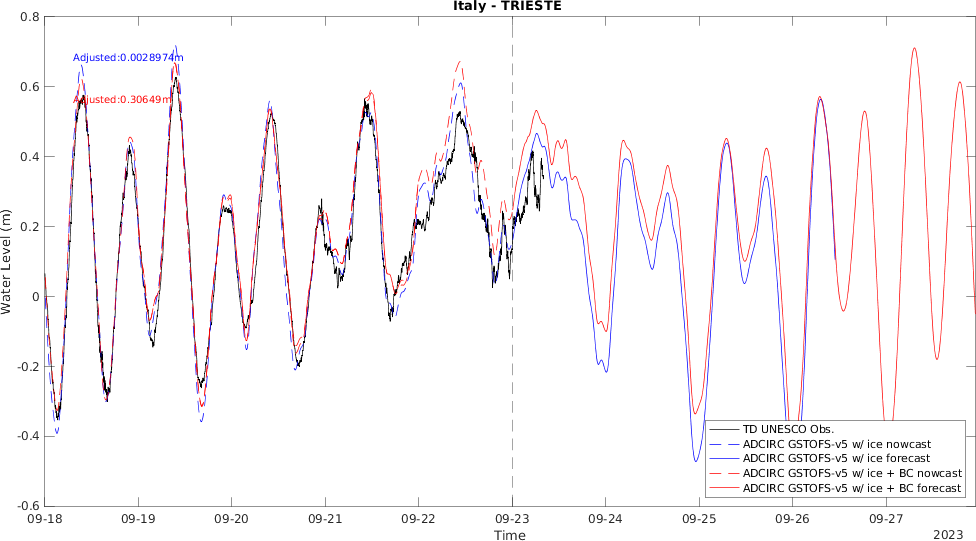 Italy - TRIESTE
Adjusted:0.0028974m
Adjusted:0.30649m
Water Level (m)
0.8
0.6
0.4
0.2
0
-0.2
-0.4
-0.6
TD UNESCO Obs.
ADCIRC GSTOFS-v5 w/ ice nowcast
ADCIRC GSTOFS-v5 w/ ice forecast
ADCIRC GSTOFS-v5 w/ ice + BC nowcast
ADCIRC GSTOFS-v5 w/ ice + BC forecast
09-18 09-19 09-20 09-21 09-22 09-23 09-24 09-25 09-26 09-27
Time
2023